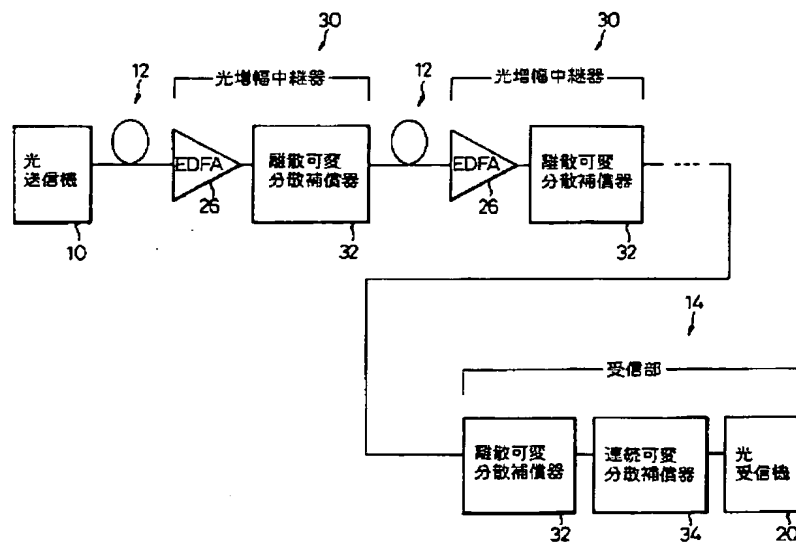 30
30
12
光増幅中継器
12
光増幅中継器
光
送信機
EDFA
離散可変
分散補償器
EDFA
離散可変
分散補償器
10
26
32
26
32
14
受信部
離散可変
分散補償器
連続可変
分散補償器
光
受信機
32
34
20